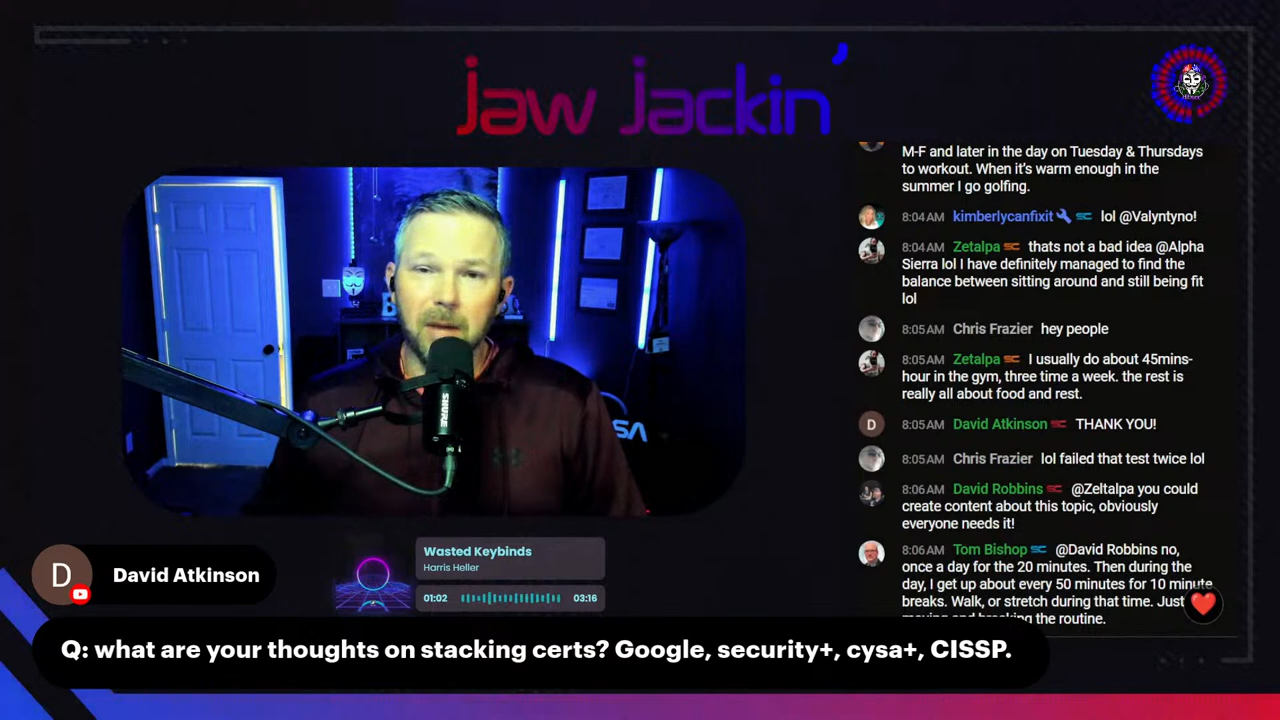 jaw jackin'
M-F and later in the day on Tuesday & Thursdays
to workout. When it's warm enough in the
summer I go golfing.
8:04 AM kimberlycanfixit lol @Valyntyno!
8:04 AM Zetalpa thats not a bad idea @Alpha
Sierra lol I have definitely managed to find the
balance between sitting around and still being fit
lol
8:05 AM Chris Frazier hey people
8:05 AM Zetalpa I usually do about 45mins-
hour in the gym, three time a week. the rest is
really all about food and rest.
D 8:05 AM David Atkinson THANK YOU!
8:05 AM Chris Frazier lol failed that test twice lol
8:06 AM David Robbins @Zeltalpa you could
create content about this topic, obviously
everyone needs it!
8:06 AM Tom Bishop @David Robbins no,
once a day for the 20 minutes. Then during the
day, I get up about every 50 minutes for 10 minute
breaks. Walk, or stretch during that time. Just
moving and breaking the routine.
SHURE
SA
Wasted Keybinds
Harris Heller
01:02 03:16
D David Atkinson
Q: what are your thoughts on stacking certs? Google, security+, cysa+, CISSP.